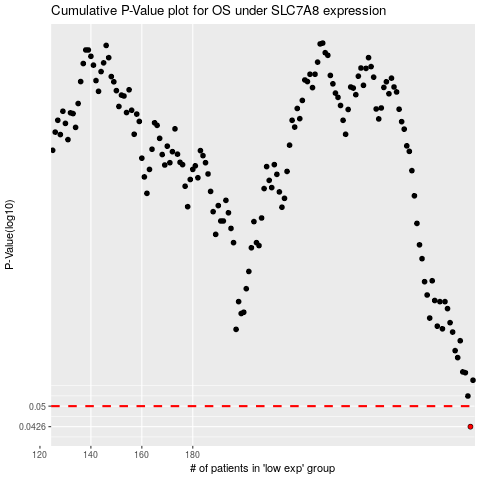 Cumulative P-Value plot for OS under SLC7A8 expression
P-Value(log10)
0.05
0.0426
120 140 160 180
# of patients in 'low exp' group